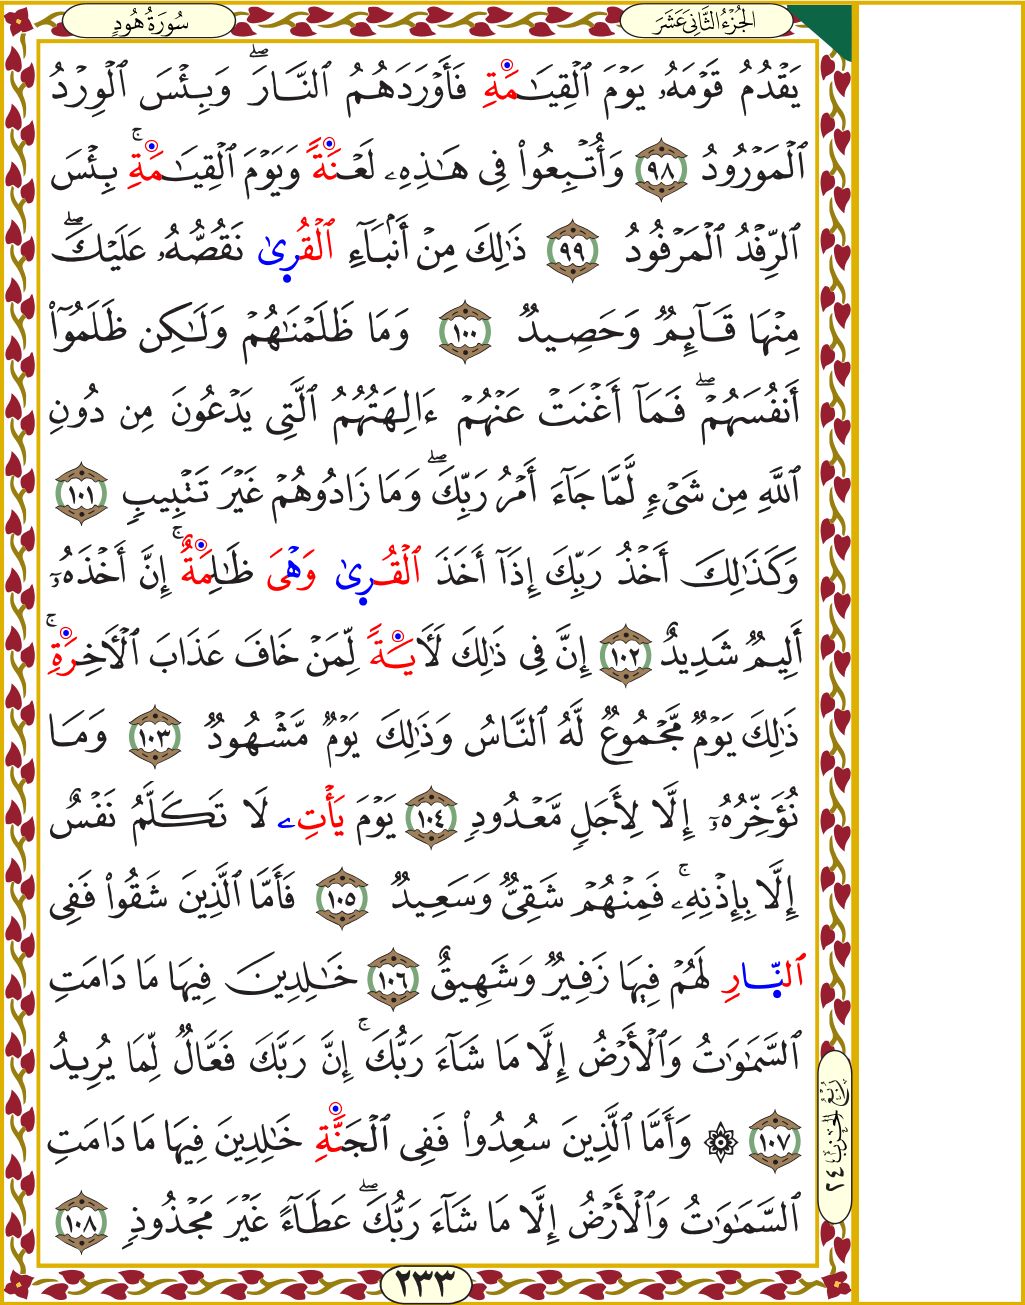 الجُزْءُ الثَّانِي عَشَرَ
سُورَةُ هُودٍ
يَقْدُمُ قَوْمَهُۥ يَوْمَ ٱلْقِيَـٰمَةِ فَأَوْرَدَهُمُ ٱلنَّارَ ۖ وَبِئْسَ ٱلْوِرْدُ
ٱلْمَوْرُودُ ٩٨ وَأُتْبِعُوا۟ فِى هَـٰذِهِۦ لَعْنَةً وَيَوْمَ ٱلْقِيَـٰمَةِ ۚ بِئْسَ
ٱلرِّفْدُ ٱلْمَرْفُودُ ٩٩ ذَٰلِكَ مِنْ أَنۢبَآءِ ٱلْقُرِىٰ نَقُصُّهُۥ عَلَيْكَ ۖ
مِنْهَا قَآئِمٌ وَحَصِيدٌ ١٠٠ وَمَا ظَلَمْنَـٰهُمْ وَلَـٰكِن ظَلَمُوٓا۟
أَنفُسَهُمْ ۖ فَمَآ أَغْنَتْ عَنْهُمْ ءَالِهَتُهُمُ ٱلَّتِى يَدْعُونَ مِن دُونِ
ٱللَّهِ مِن شَىْءٍ لَّمَّا جَآءَ أَمْرُ رَبِّكَ ۖ وَمَا زَادُوهُمْ غَيْرَ تَتْبِيبٍ ١٠١
وَكَذَٰلِكَ أَخْذُ رَبِّكَ إِذَآ أَخَذَ ٱلْقُرِىٰ وَهْىَ ظَـٰلِمَةٌ ۚ إِنَّ أَخْذَهُۥٓ
أَلِيمٌ شَدِيدٌ ١٠٢ إِنَّ فِى ذَٰلِكَ لَـَٔايَةً لِّمَنْ خَافَ عَذَابَ ٱلْـَٔاخِرَةِ ۚ
ذَٰلِكَ يَوْمٌ مَّجْمُوعٌ لَّهُ ٱلنَّاسُ وَذَٰلِكَ يَوْمٌ مَّشْهُودٌ ١٠٣ وَمَا
نُؤَخِّرُهُۥٓ إِلَّا لِأَجَلٍ مَّعْدُودٍ ١٠٤ يَوْمَ يَأْتِۦ لَا تَكَلَّمُ نَفْسٌ
إِلَّا بِإِذْنِهِۦ ۚ فَمِنْهُمْ شَقِىٌّ وَسَعِيدٌ ١٠٥ فَأَمَّا ٱلَّذِينَ شَقُوا۟ فَفِى
ٱلنِّارِ لَهُمْ فِيهَا زَفِيرٌ وَشَهِيقٌ ١٠٦ خَـٰلِدِينَ فِيهَا مَا دَامَتِ
ٱلسَّمَـٰوَٰتُ وَٱلْأَرْضُ إِلَّا مَا شَآءَ رَبُّكَ ۚ إِنَّ رَبَّكَ فَعَّالٌ لِّمَا يُرِيدُ
١٠٧ ۞ وَأَمَّا ٱلَّذِينَ سَعِدُوا۟ فَفِى ٱلْجَنَّةِ خَـٰلِدِينَ فِيهَا مَا دَامَتِ
ٱلسَّمَـٰوَٰتُ وَٱلْأَرْضُ إِلَّا مَا شَآءَ رَبُّكَ ۖ عَطَآءً غَيْرَ مَجْذُوذٍ ١٠٨
رُبْعُ الحِزْبِ ٢٤
٢٣٣